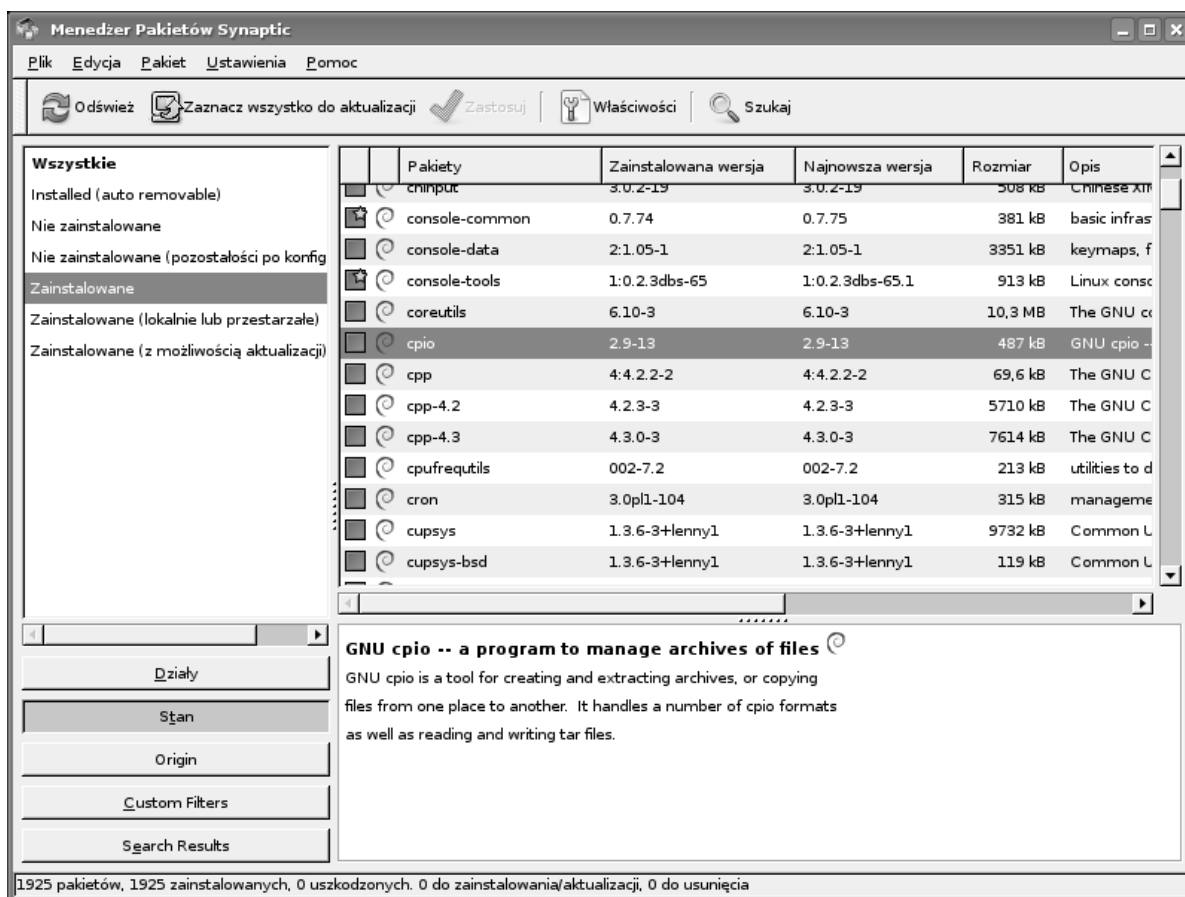 Menedżer Pakietów Synaptic
Plik Edycja Pakiet Ustawienia Pomoc
Odśwież Zaznacz wszystko do aktualizacji Zastosuj Właściwości Szukaj
Wszystkie
Installed (auto removable)
Nie zainstalowane
Nie zainstalowane (pozostałości po konfig
Zainstalowane
Zainstalowane (lokalnie lub przestarzałe)
Zainstalowane (z możliwością aktualizacji)
Działy
Stan
Origin
Custom Filters
Search Results
Pakiety Zainstalowana wersja Najnowsza wersja Rozmiar Opis
chinput 3.0.2-19 3.0.2-19 508 kB Chinese XIM
console-common 0.7.74 0.7.75 381 kB basic infras
console-data 2:1.05-1 2:1.05-1 3351 kB keymaps, f
console-tools 1:0.2.3dbs-65 1:0.2.3dbs-65.1 913 kB Linux conso
coreutils 6.10-3 6.10-3 10,3 MB The GNU co
cpio 2.9-13 2.9-13 487 kB GNU cpio --
cpp 4:4.2.2-2 4:4.2.2-2 69,6 kB The GNU C
cpp-4.2 4.2.3-3 4.2.3-3 5710 kB The GNU C
cpp-4.3 4.3.0-3 4.3.0-3 7614 kB The GNU C
cpufrequtils 002-7.2 002-7.2 213 kB utilities to d
cron 3.0pl1-104 3.0pl1-104 315 kB manageme
cupsys 1.3.6-3+lenny1 1.3.6-3+lenny1 9732 kB Common U
cupsys-bsd 1.3.6-3+lenny1 1.3.6-3+lenny1 119 kB Common U
GNU cpio -- a program to manage archives of files
GNU cpio is a tool for creating and extracting archives, or copying
files from one place to another. It handles a number of cpio formats
as well as reading and writing tar files.
1925 pakietów, 1925 zainstalowanych, 0 uszkodzonych. 0 do zainstalowania/aktualizacji, 0 do usunięcia